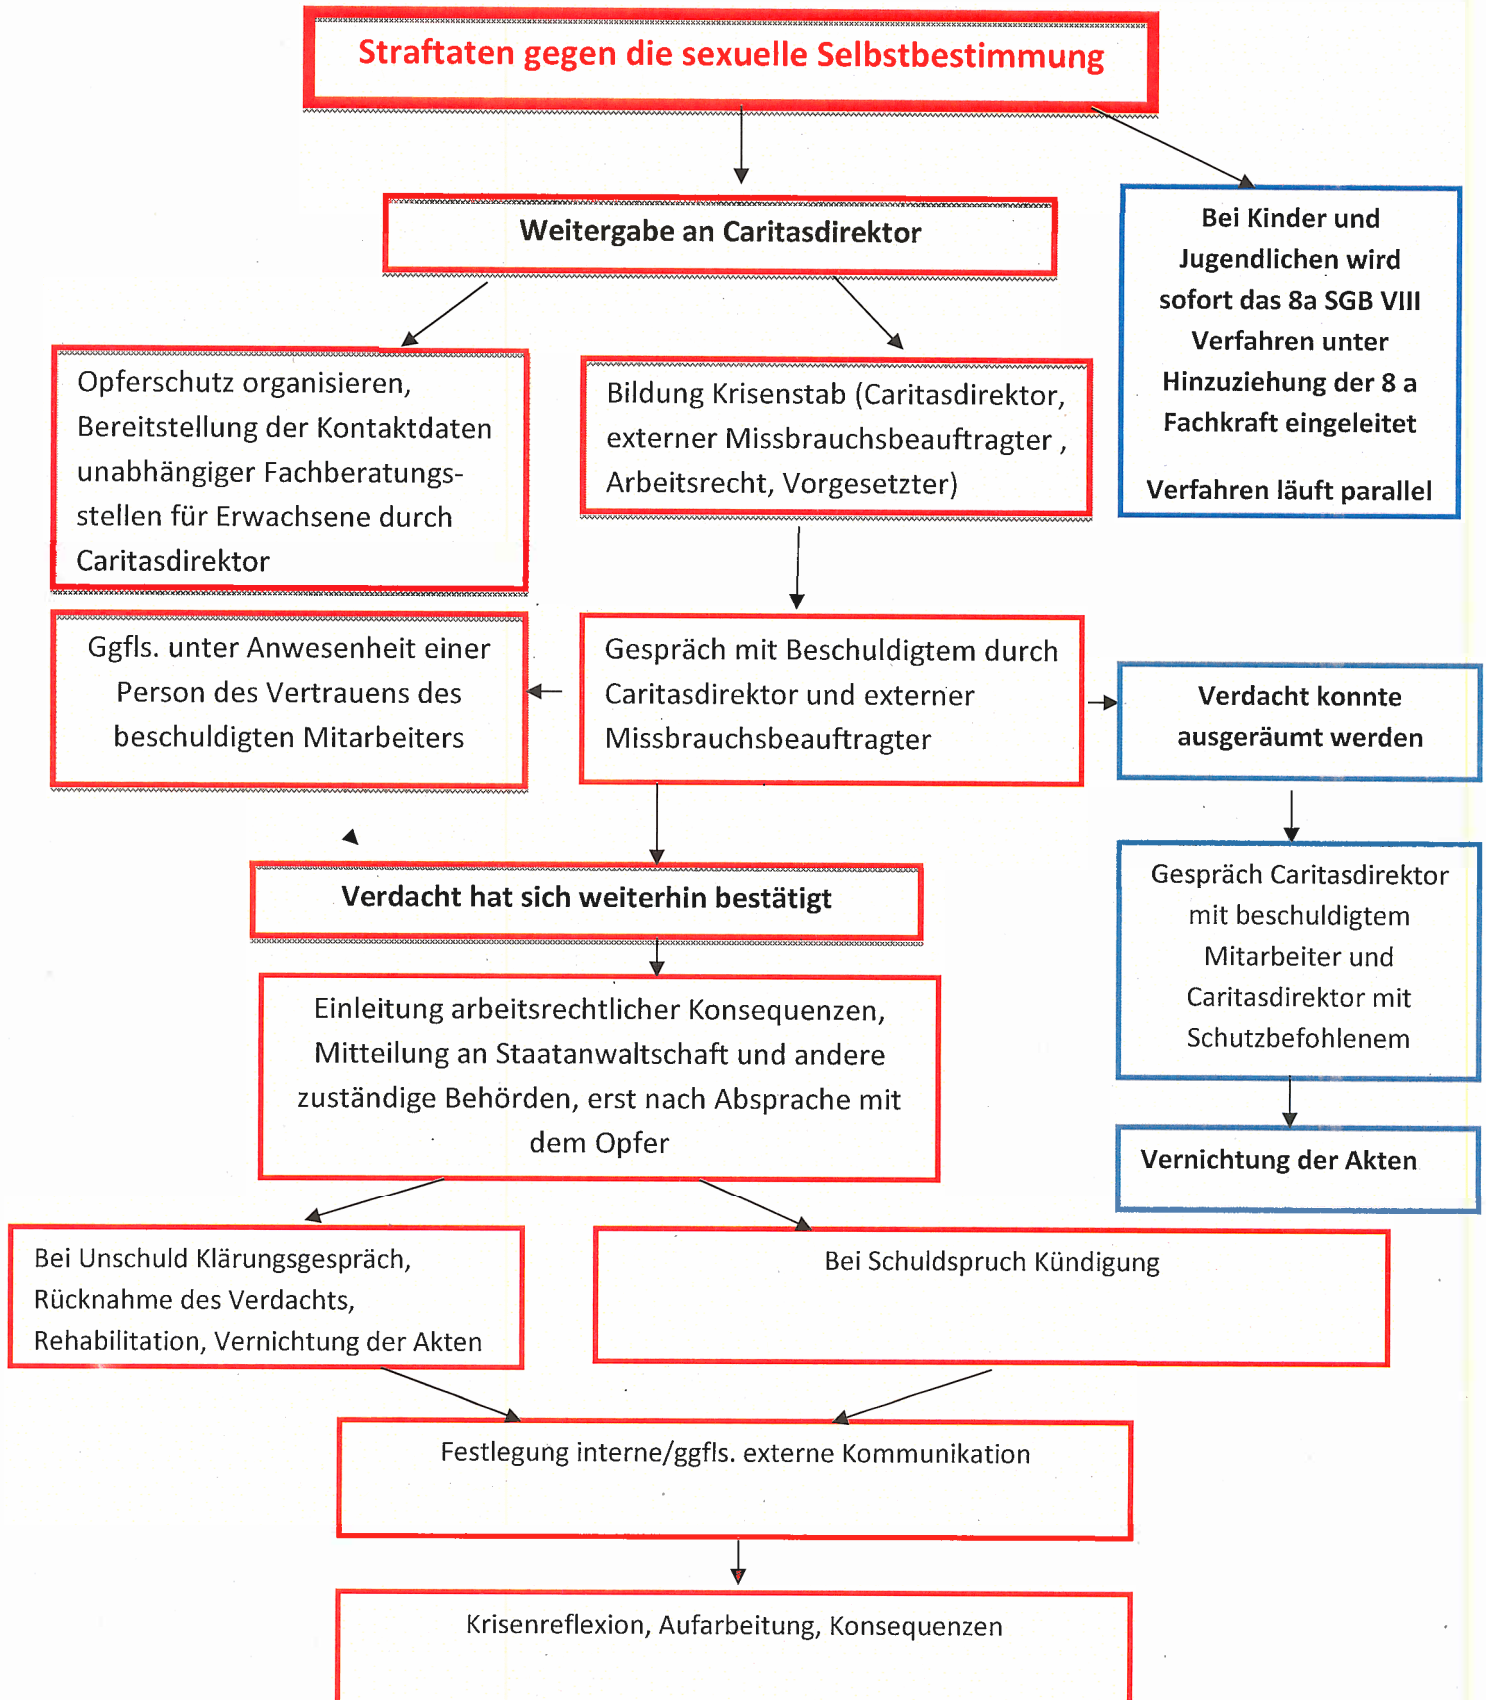 Straftaten gegen die sexuelle Selbstbestimmung
Weitergabe an Caritasdirektor
Bei Kinder und
Jugendlichen wird
sofort das 8a SGB VIII
Verfahren unter
Hinzuziehung der 8 a
Fachkraft eingeleitet
Verfahren läuft parallel
Opferschutz organisieren,
Bereitstellung der Kontaktdaten
unabhängiger Fachberatungs-
stellen für Erwachsene durch
Caritasdirektor
Bildung Krisenstab (Caritasdirektor,
externer Missbrauchsbeauftragter ,
Arbeitsrecht, Vorgesetzter)
Ggfls. unter Anwesenheit einer
Person des Vertrauens des
beschuldigten Mitarbeiters
Gespräch mit Beschuldigtem durch
Caritasdirektor und externer
Missbrauchsbeauftragter
Verdacht konnte
ausgeräumt werden
Gespräch Caritasdirektor
mit beschuldigtem
Mitarbeiter und
Caritasdirektor mit
Schutzbefohlenem
Vernichtung der Akten
Verdacht hat sich weiterhin bestätigt
Einleitung arbeitsrechtlicher Konsequenzen,
Mitteilung an Staatanwaltschaft und andere
zuständige Behörden, erst nach Absprache mit
dem Opfer
Bei Unschuld Klärungsgespräch,
Rücknahme des Verdachts,
Rehabilitation, Vernichtung der Akten
Bei Schuldspruch Kündigung
Festlegung interne/ggfls. externe Kommunikation
Krisenreflexion, Aufarbeitung, Konsequenzen